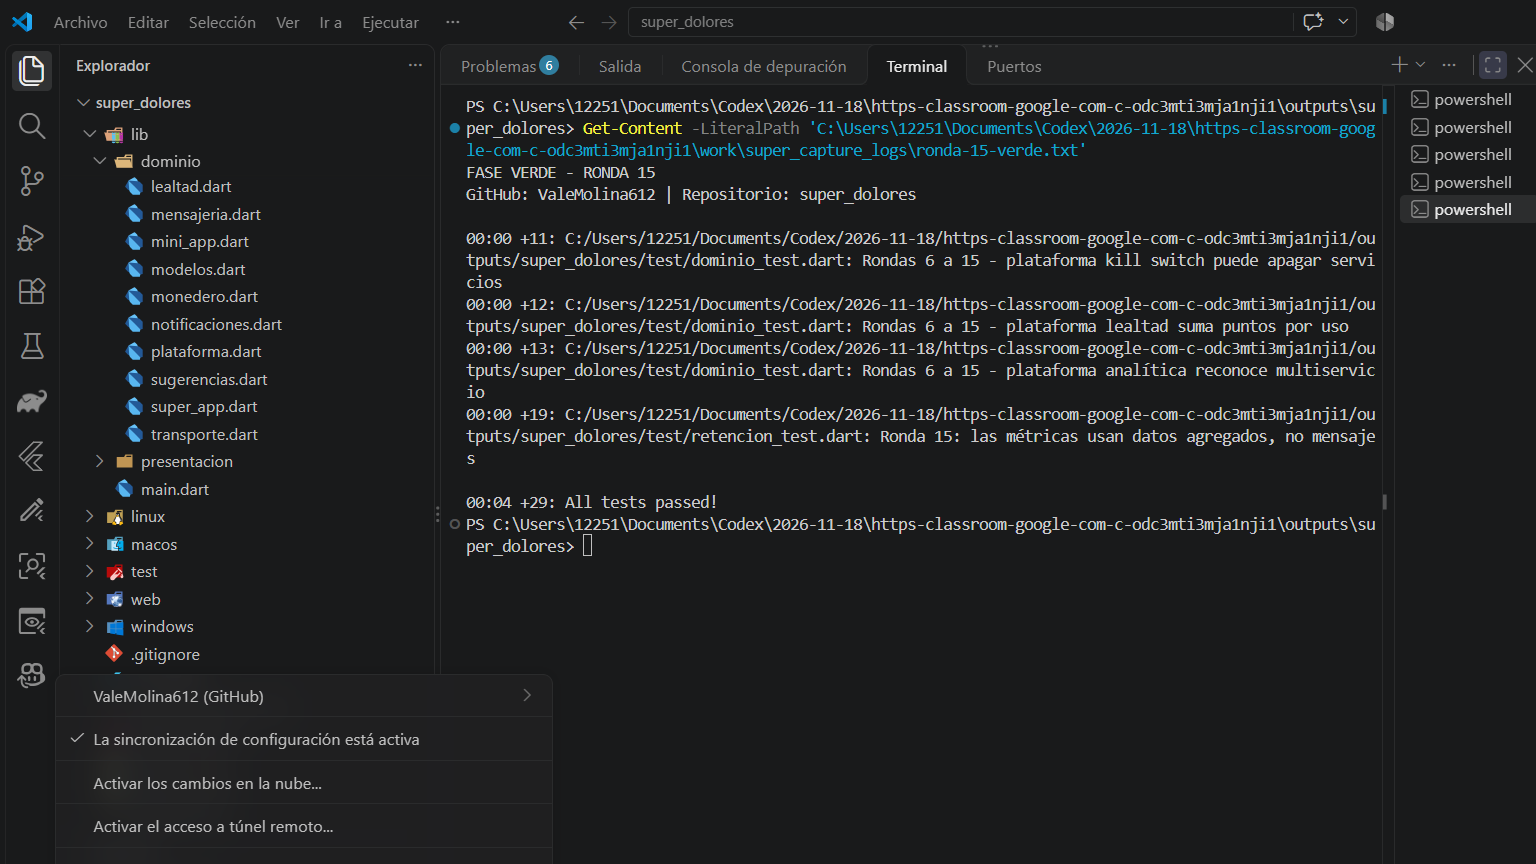 Archivo Editar Selección Ver Ir a Ejecutar ···
super_dolores
Explorador ···
super_dolores
lib
dominio
lealtad.dart
mensajeria.dart
mini_app.dart
modelos.dart
monedero.dart
notificaciones.dart
plataforma.dart
sugerencias.dart
super_app.dart
transporte.dart
presentacion
main.dart
linux
macos
test
web
windows
.gitignore
ValeMolina612 (GitHub)
La sincronización de configuración está activa
Activar los cambios en la nube...
Activar el acceso a túnel remoto...
Problemas 6 Salida Consola de depuración Terminal Puertos
PS C:\Users\12251\Documents\Codex\2026-11-18\https-classroom-google-com-c-odc3mti3mja1nji1\outputs\su
per_dolores> Get-Content -LiteralPath 'C:\Users\12251\Documents\Codex\2026-11-18\https-classroom-goog
le-com-c-odc3mti3mja1nji1\work\super_capture_logs\ronda-15-verde.txt'
FASE VERDE - RONDA 15
GitHub: ValeMolina612 | Repositorio: super_dolores
00:00 +11: C:/Users/12251/Documents/Codex/2026-11-18/https-classroom-google-com-c-odc3mti3mja1nji1/ou
tputs/super_dolores/test/dominio_test.dart: Rondas 6 a 15 - plataforma kill switch puede apagar servi
cios
00:00 +12: C:/Users/12251/Documents/Codex/2026-11-18/https-classroom-google-com-c-odc3mti3mja1nji1/ou
tputs/super_dolores/test/dominio_test.dart: Rondas 6 a 15 - plataforma lealtad suma puntos por uso
00:00 +13: C:/Users/12251/Documents/Codex/2026-11-18/https-classroom-google-com-c-odc3mti3mja1nji1/ou
tputs/super_dolores/test/dominio_test.dart: Rondas 6 a 15 - plataforma analítica reconoce multiservic
io
00:00 +19: C:/Users/12251/Documents/Codex/2026-11-18/https-classroom-google-com-c-odc3mti3mja1nji1/ou
tputs/super_dolores/test/retencion_test.dart: Ronda 15: las métricas usan datos agregados, no mensaje
s
00:04 +29: All tests passed!
PS C:\Users\12251\Documents\Codex\2026-11-18\https-classroom-google-com-c-odc3mti3mja1nji1\outputs\su
per_dolores>
powershell
powershell
powershell
powershell
powershell